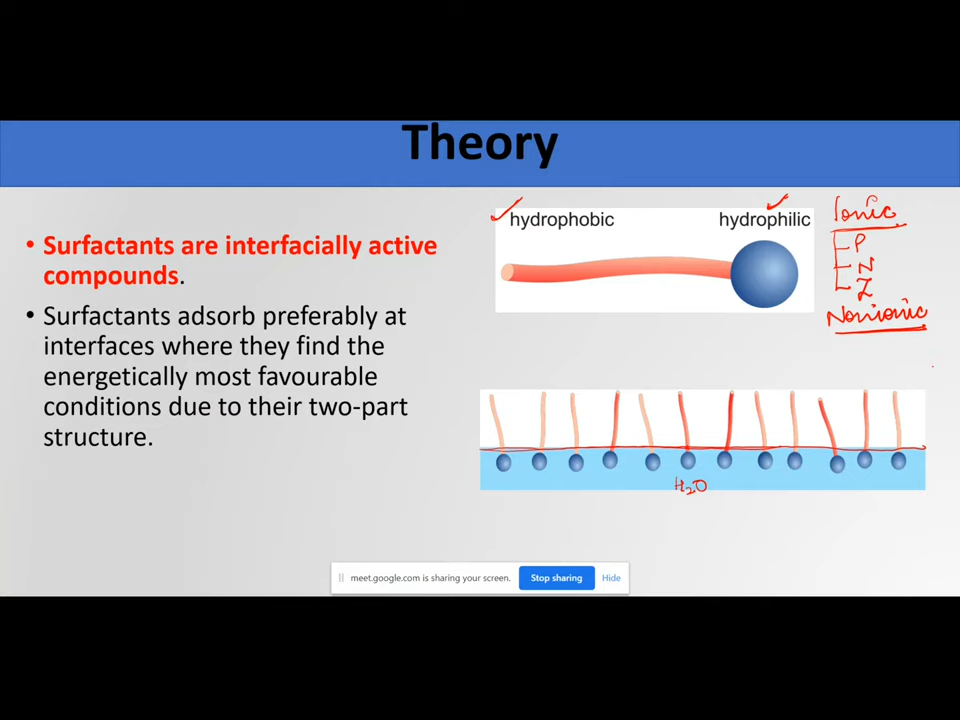 Theory
• Surfactants are interfacially active
compounds.
• Surfactants adsorb preferably at
interfaces where they find the
energetically most favourable
conditions due to their two-part
structure.
hydrophobic
hydrophilic
Ionic
P
N
Z
Nonionic
H₂O
meet.google.com is sharing your screen.
Stop sharing
Hide